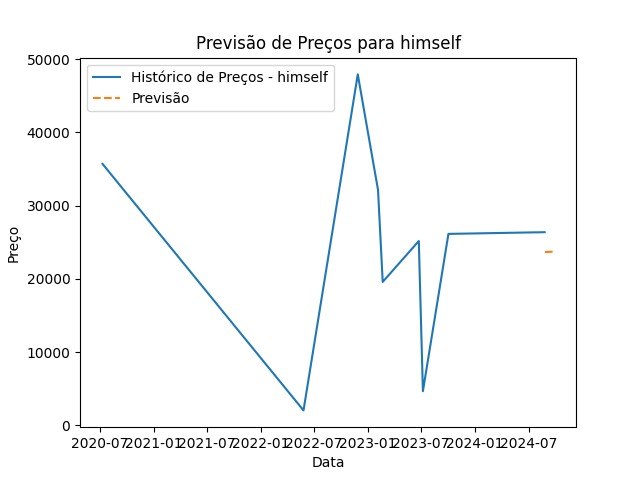 Previsão de Preços para himself
Histórico de Preços - himself
Previsão
Preço
50000
40000
30000
20000
10000
0
2020-07 2021-01 2021-07 2022-01 2022-07 2023-01 2023-07 2024-01 2024-07
Data